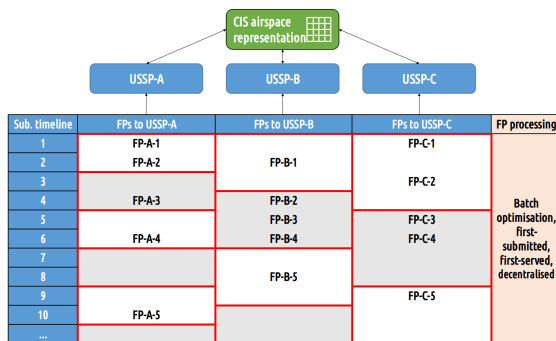 CIS airspace
representation
USSP-A
USSP-B
USSP-C
Sub. timeline FPs to USSP-A FPs to USSP-B FPs to USSP-C FP processing
1 FP-A-1 FP-C-1
2 FP-A-2 FP-B-1
3 FP-C-2
4 FP-A-3 FP-B-2
5 FP-B-3 FP-C-3
6 FP-A-4 FP-B-4 FP-C-4
7
8 FP-B-5
9 FP-C-5
10 FP-A-5
...
Batch
optimisation,
first-
submitted,
first-served,
decentralised